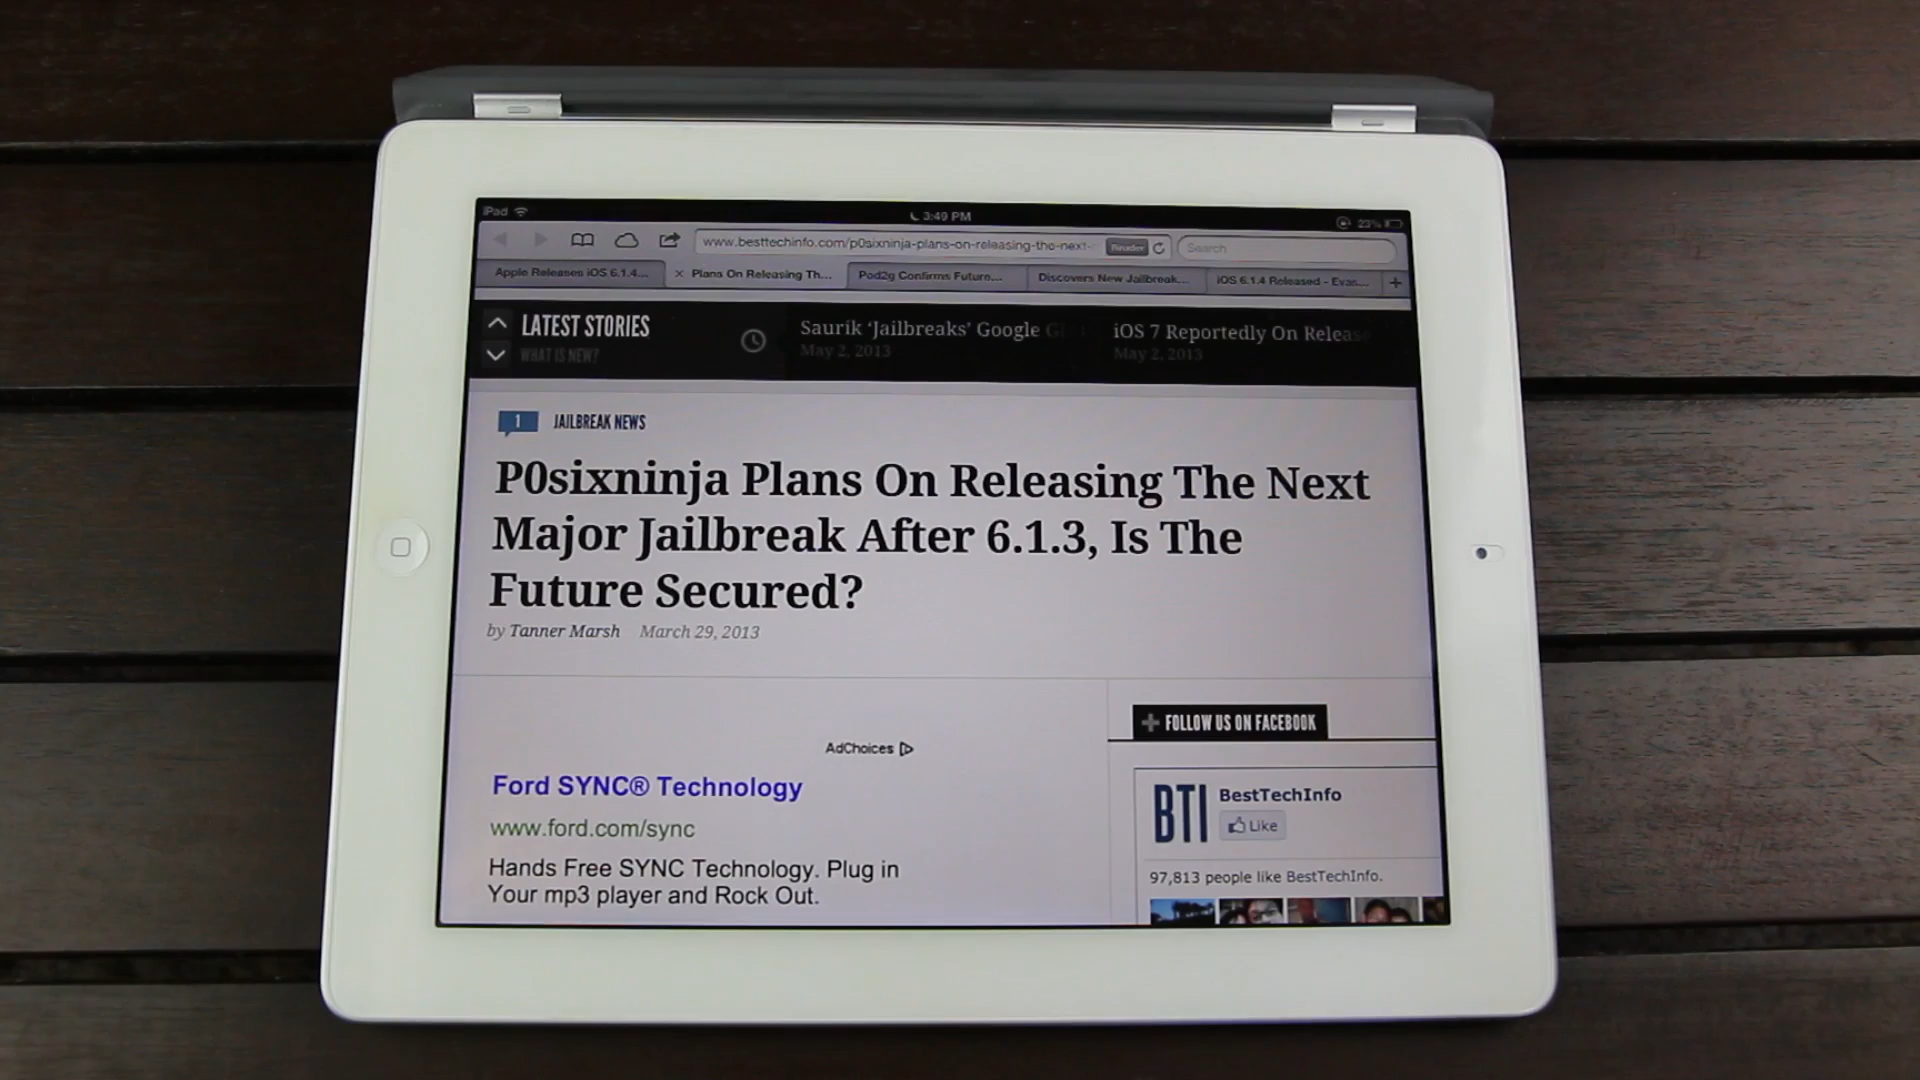 iPad
3:49 PM
23%
www.besttechinfo.com/p0sixninja-plans-on-releasing-the-next-
Reader
Search
Apple Releases iOS 6.1.4...
Plans On Releasing Th...
Pod2g Confirms Future...
Discovers New Jailbreak...
iOS 6.1.4 Released - Evas...
LATEST STORIES
WHAT IS NEW?
Saurik ‘Jailbreaks’ Google
May 2, 2013
iOS 7 Reportedly On Releas
May 2, 2013
1
JAILBREAK NEWS
P0sixninja Plans On Releasing The Next
Major Jailbreak After 6.1.3, Is The
Future Secured?
by Tanner Marsh March 29, 2013
AdChoices
Ford SYNC® Technology
www.ford.com/sync
Hands Free SYNC Technology. Plug in
Your mp3 player and Rock Out.
FOLLOW US ON FACEBOOK
BTI
BestTechInfo
Like
97,813 people like BestTechInfo.